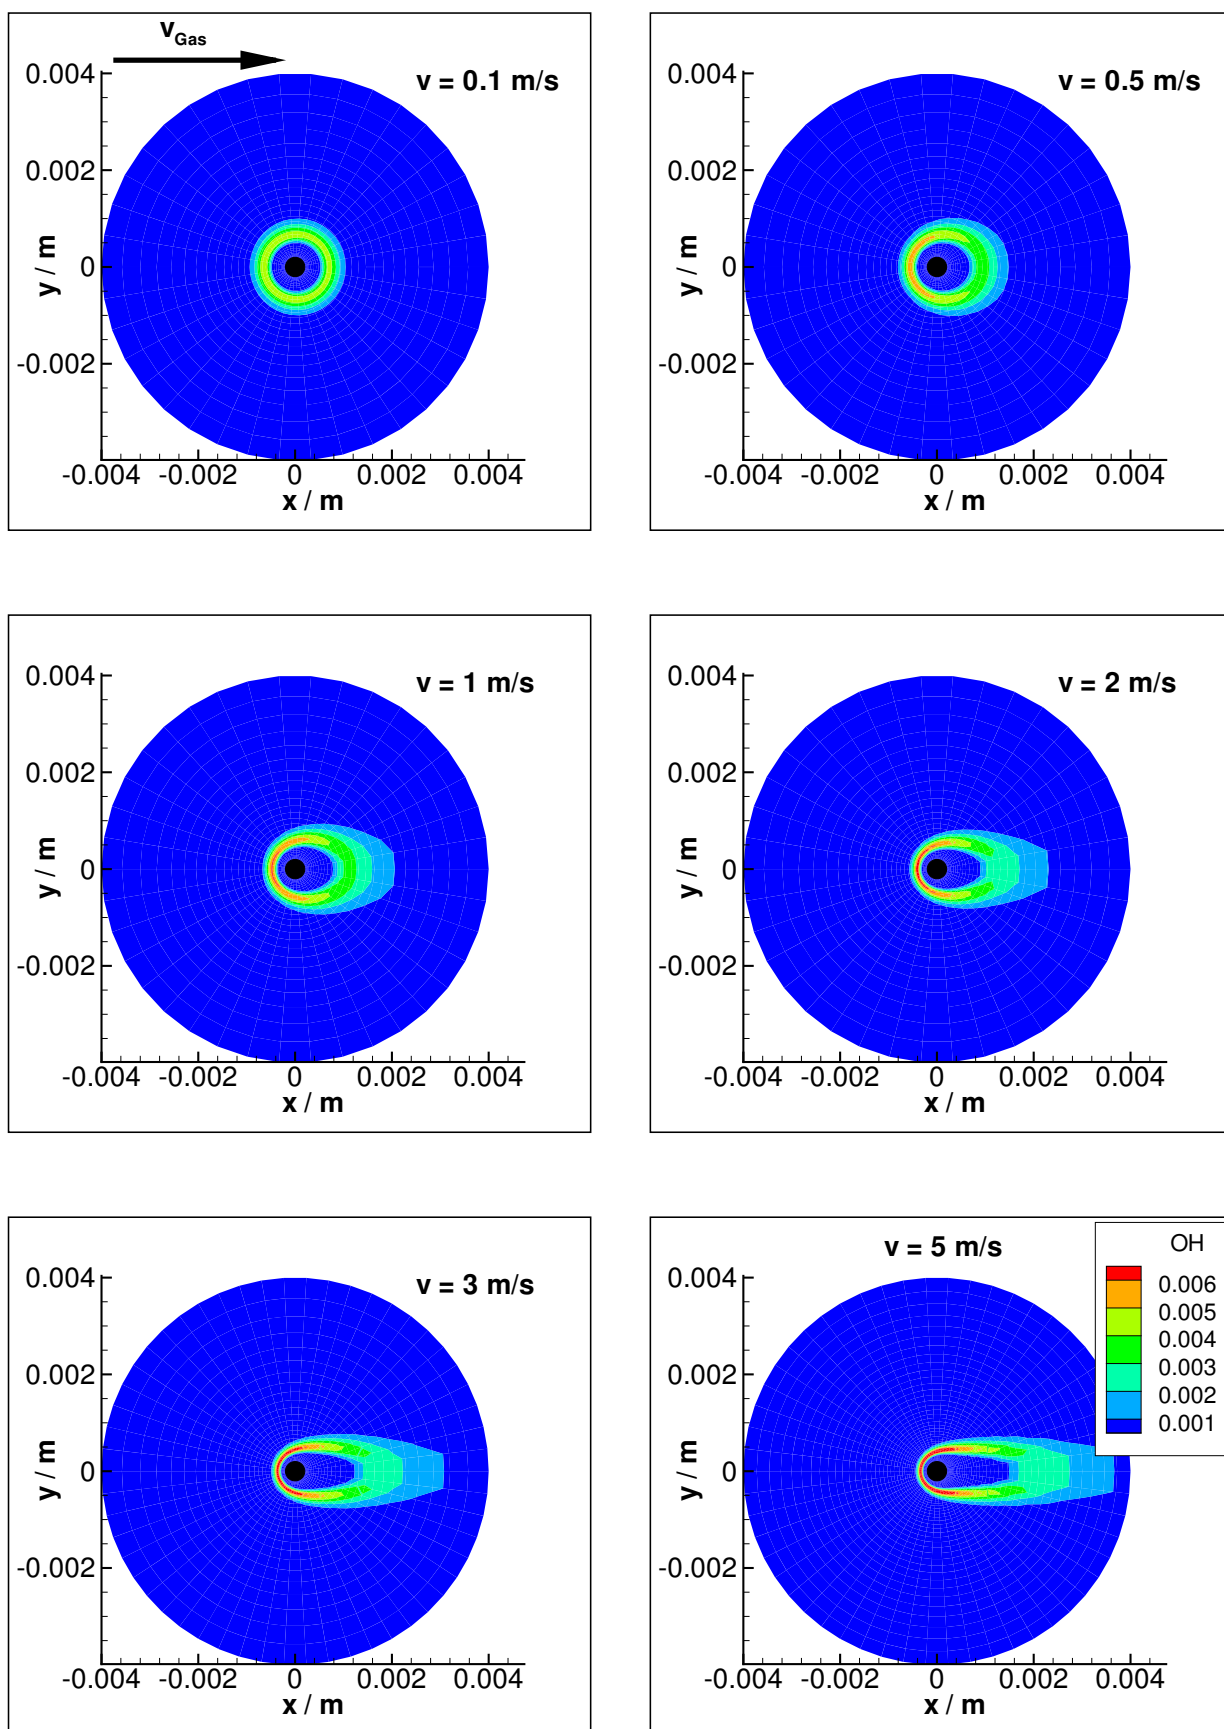 v_Gas
v = 0.1 m/s
0.004
0.002
0
-0.002
y / m
-0.004 -0.002 0 0.002 0.004
x / m
v = 0.5 m/s
0.004
0.002
0
-0.002
y / m
-0.004 -0.002 0 0.002 0.004
x / m
v = 1 m/s
0.004
0.002
0
-0.002
y / m
-0.004 -0.002 0 0.002 0.004
x / m
v = 2 m/s
0.004
0.002
0
-0.002
y / m
-0.004 -0.002 0 0.002 0.004
x / m
v = 3 m/s
0.004
0.002
0
-0.002
y / m
-0.004 -0.002 0 0.002 0.004
x / m
v = 5 m/s
0.004
0.002
0
-0.002
y / m
-0.004 -0.002 0 0.002 0.004
x / m
OH
0.006
0.005
0.004
0.003
0.002
0.001